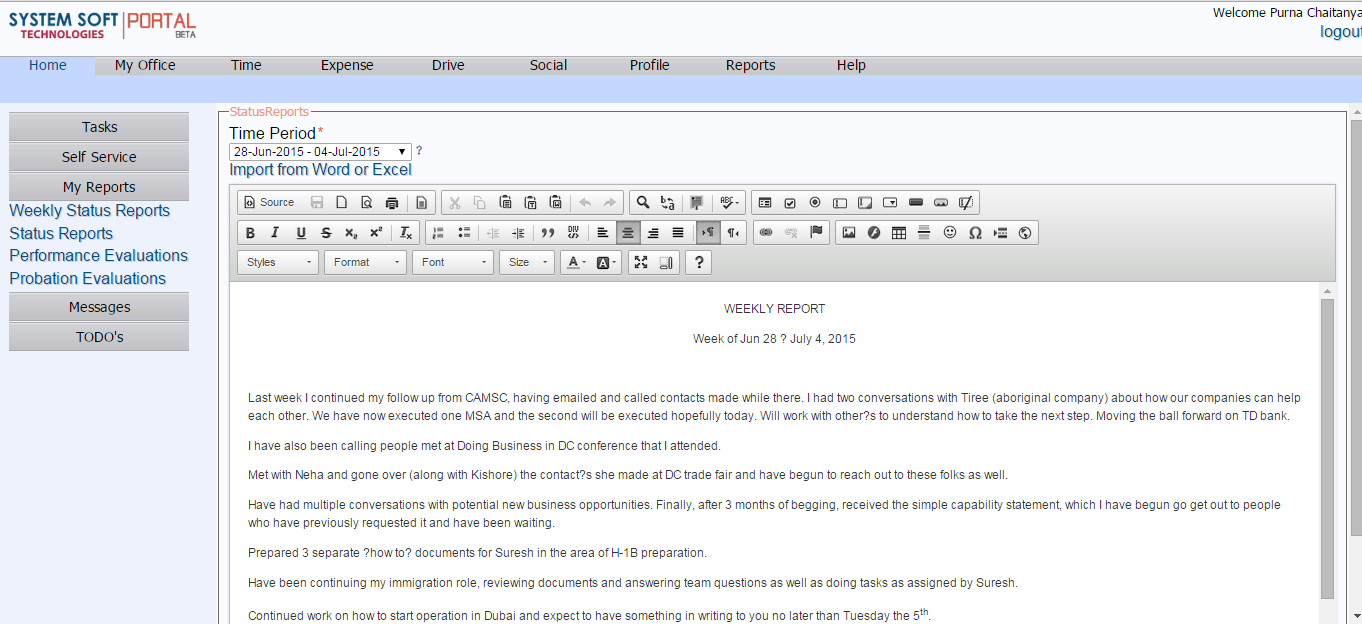 SYSTEM SOFT PORTAL
TECHNOLOGIES BETA
Welcome Purna Chaitanya
logout
Home My Office Time Expense Drive Social Profile Reports Help
Tasks
Self Service
My Reports
Weekly Status Reports
Status Reports
Performance Evaluations
Probation Evaluations
Messages
TODO's
StatusReports
Time Period*
28-Jun-2015 - 04-Jul-2015 ?
Import from Word or Excel
Source
Styles Format Font Size
WEEKLY REPORT
Week of Jun 28 ? July 4, 2015
Last week I continued my follow up from CAMSC, having emailed and called contacts made while there. I had two conversations with Tiree (aboriginal company) about how our companies can help
each other. We have now executed one MSA and the second will be executed hopefully today. Will work with other?s to understand how to take the next step. Moving the ball forward on TD bank.
I have also been calling people met at Doing Business in DC conference that I attended.
Met with Neha and gone over (along with Kishore) the contact?s she made at DC trade fair and have begun to reach out to these folks as well.
Have had multiple conversations with potential new business opportunities. Finally, after 3 months of begging, received the simple capability statement, which I have begun go get out to people
who have previously requested it and have been waiting.
Prepared 3 separate ?how to? documents for Suresh in the area of H-1B preparation.
Have been continuing my immigration role, reviewing documents and answering team questions as well as doing tasks as assigned by Suresh.
Continued work on how to start operation in Dubai and expect to have something in writing to you no later than Tuesday the 5th.